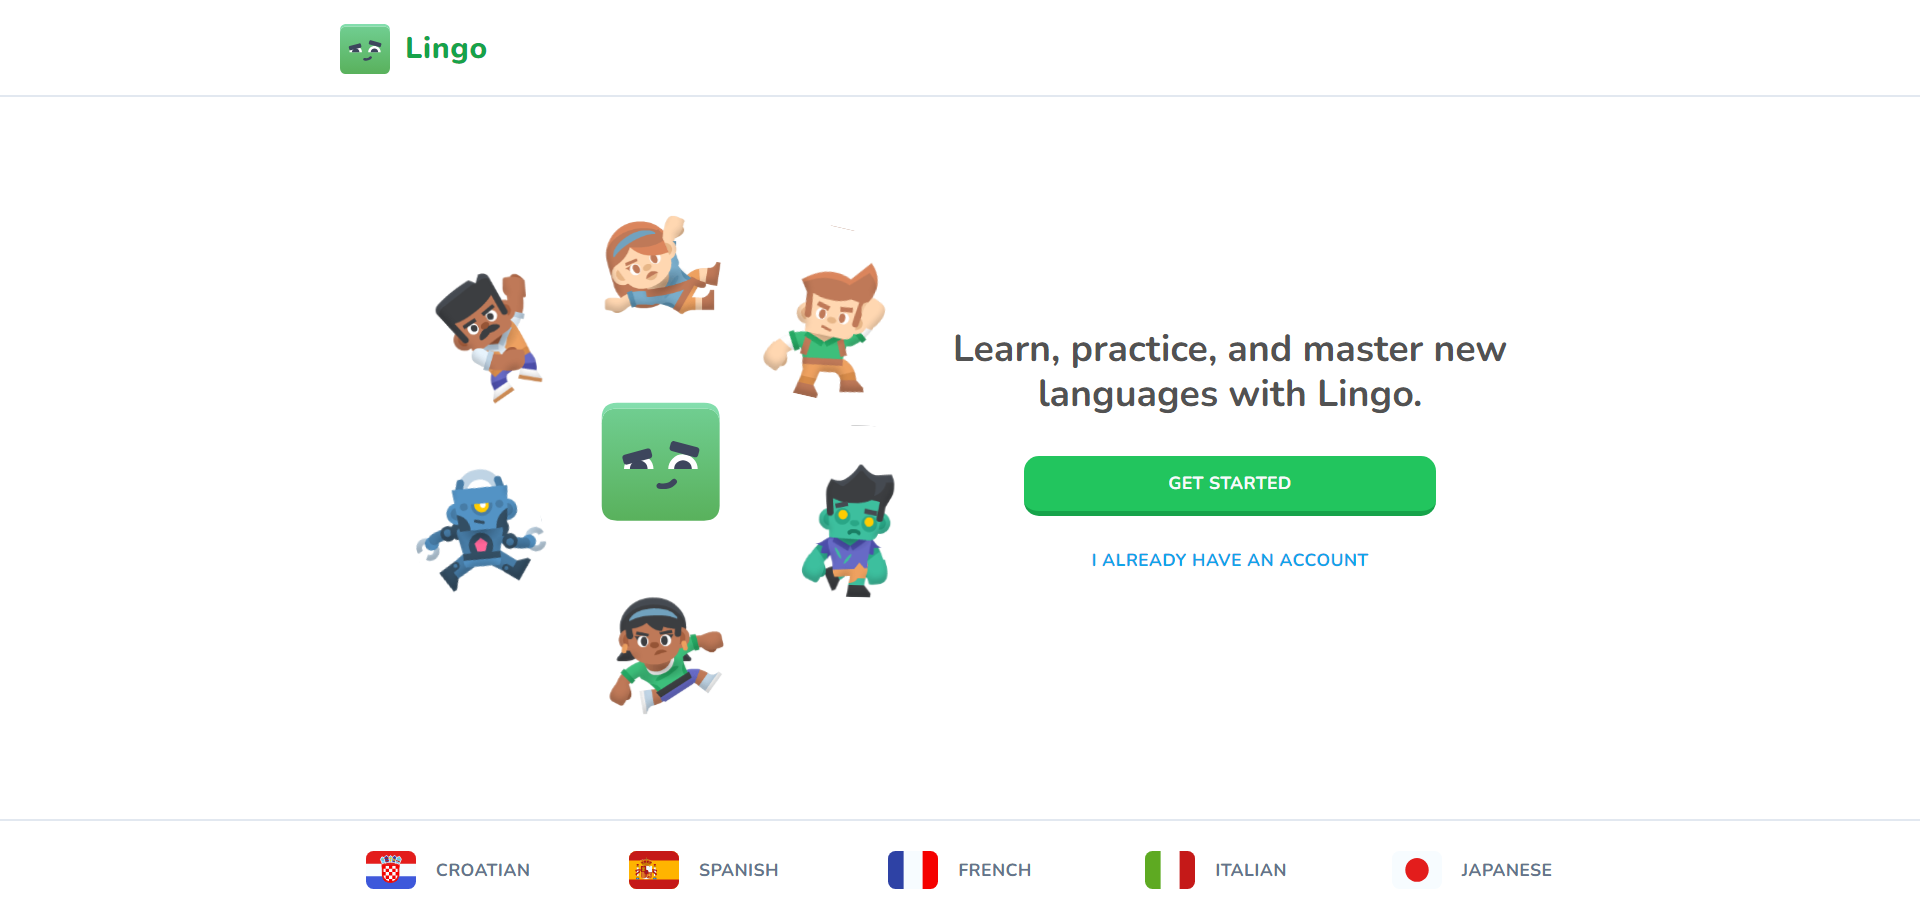 Lingo
Learn, practice, and master new
languages with Lingo.
GET STARTED
I ALREADY HAVE AN ACCOUNT
CROATIAN
SPANISH
FRENCH
ITALIAN
JAPANESE